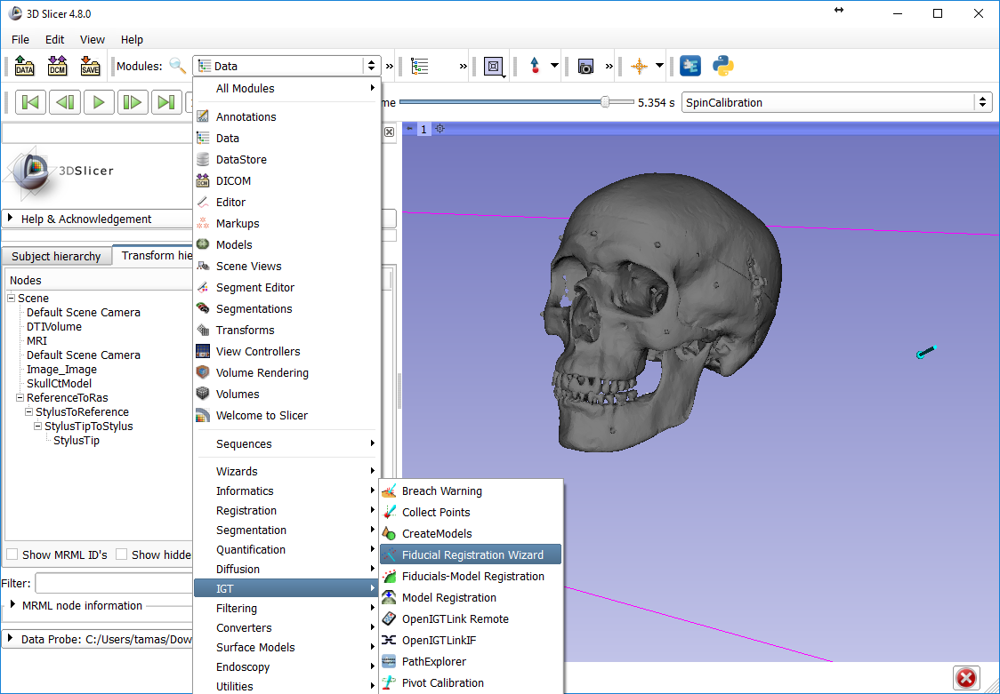 3D Slicer 4.8.0
File Edit View Help
DATA DCM SAVE Modules: Data » » »
me 5.354 s SpinCalibration
3DSlicer
Help & Acknowledgement
Subject hierarchy Transform hie
Nodes
Scene
Default Scene Camera
DTIVolume
MRI
Default Scene Camera
Image_Image
SkullCtModel
ReferenceToRas
StylusToReference
StylusTipToStylus
StylusTip
Show MRML ID's Show hidde
Filter:
MRML node information
Data Probe: C:/Users/tamas/Dow
All Modules
Annotations
Data
DataStore
DICOM
Editor
Markups
Models
Scene Views
Segment Editor
Segmentations
Transforms
View Controllers
Volume Rendering
Volumes
Welcome to Slicer
Sequences
Wizards
Informatics
Registration
Segmentation
Quantification
Diffusion
IGT
Filtering
Converters
Surface Models
Endoscopy
Utilities
Breach Warning
Collect Points
CreateModels
Fiducial Registration Wizard
Fiducials-Model Registration
Model Registration
OpenIGTLink Remote
OpenIGTLinkIF
PathExplorer
Pivot Calibration
1